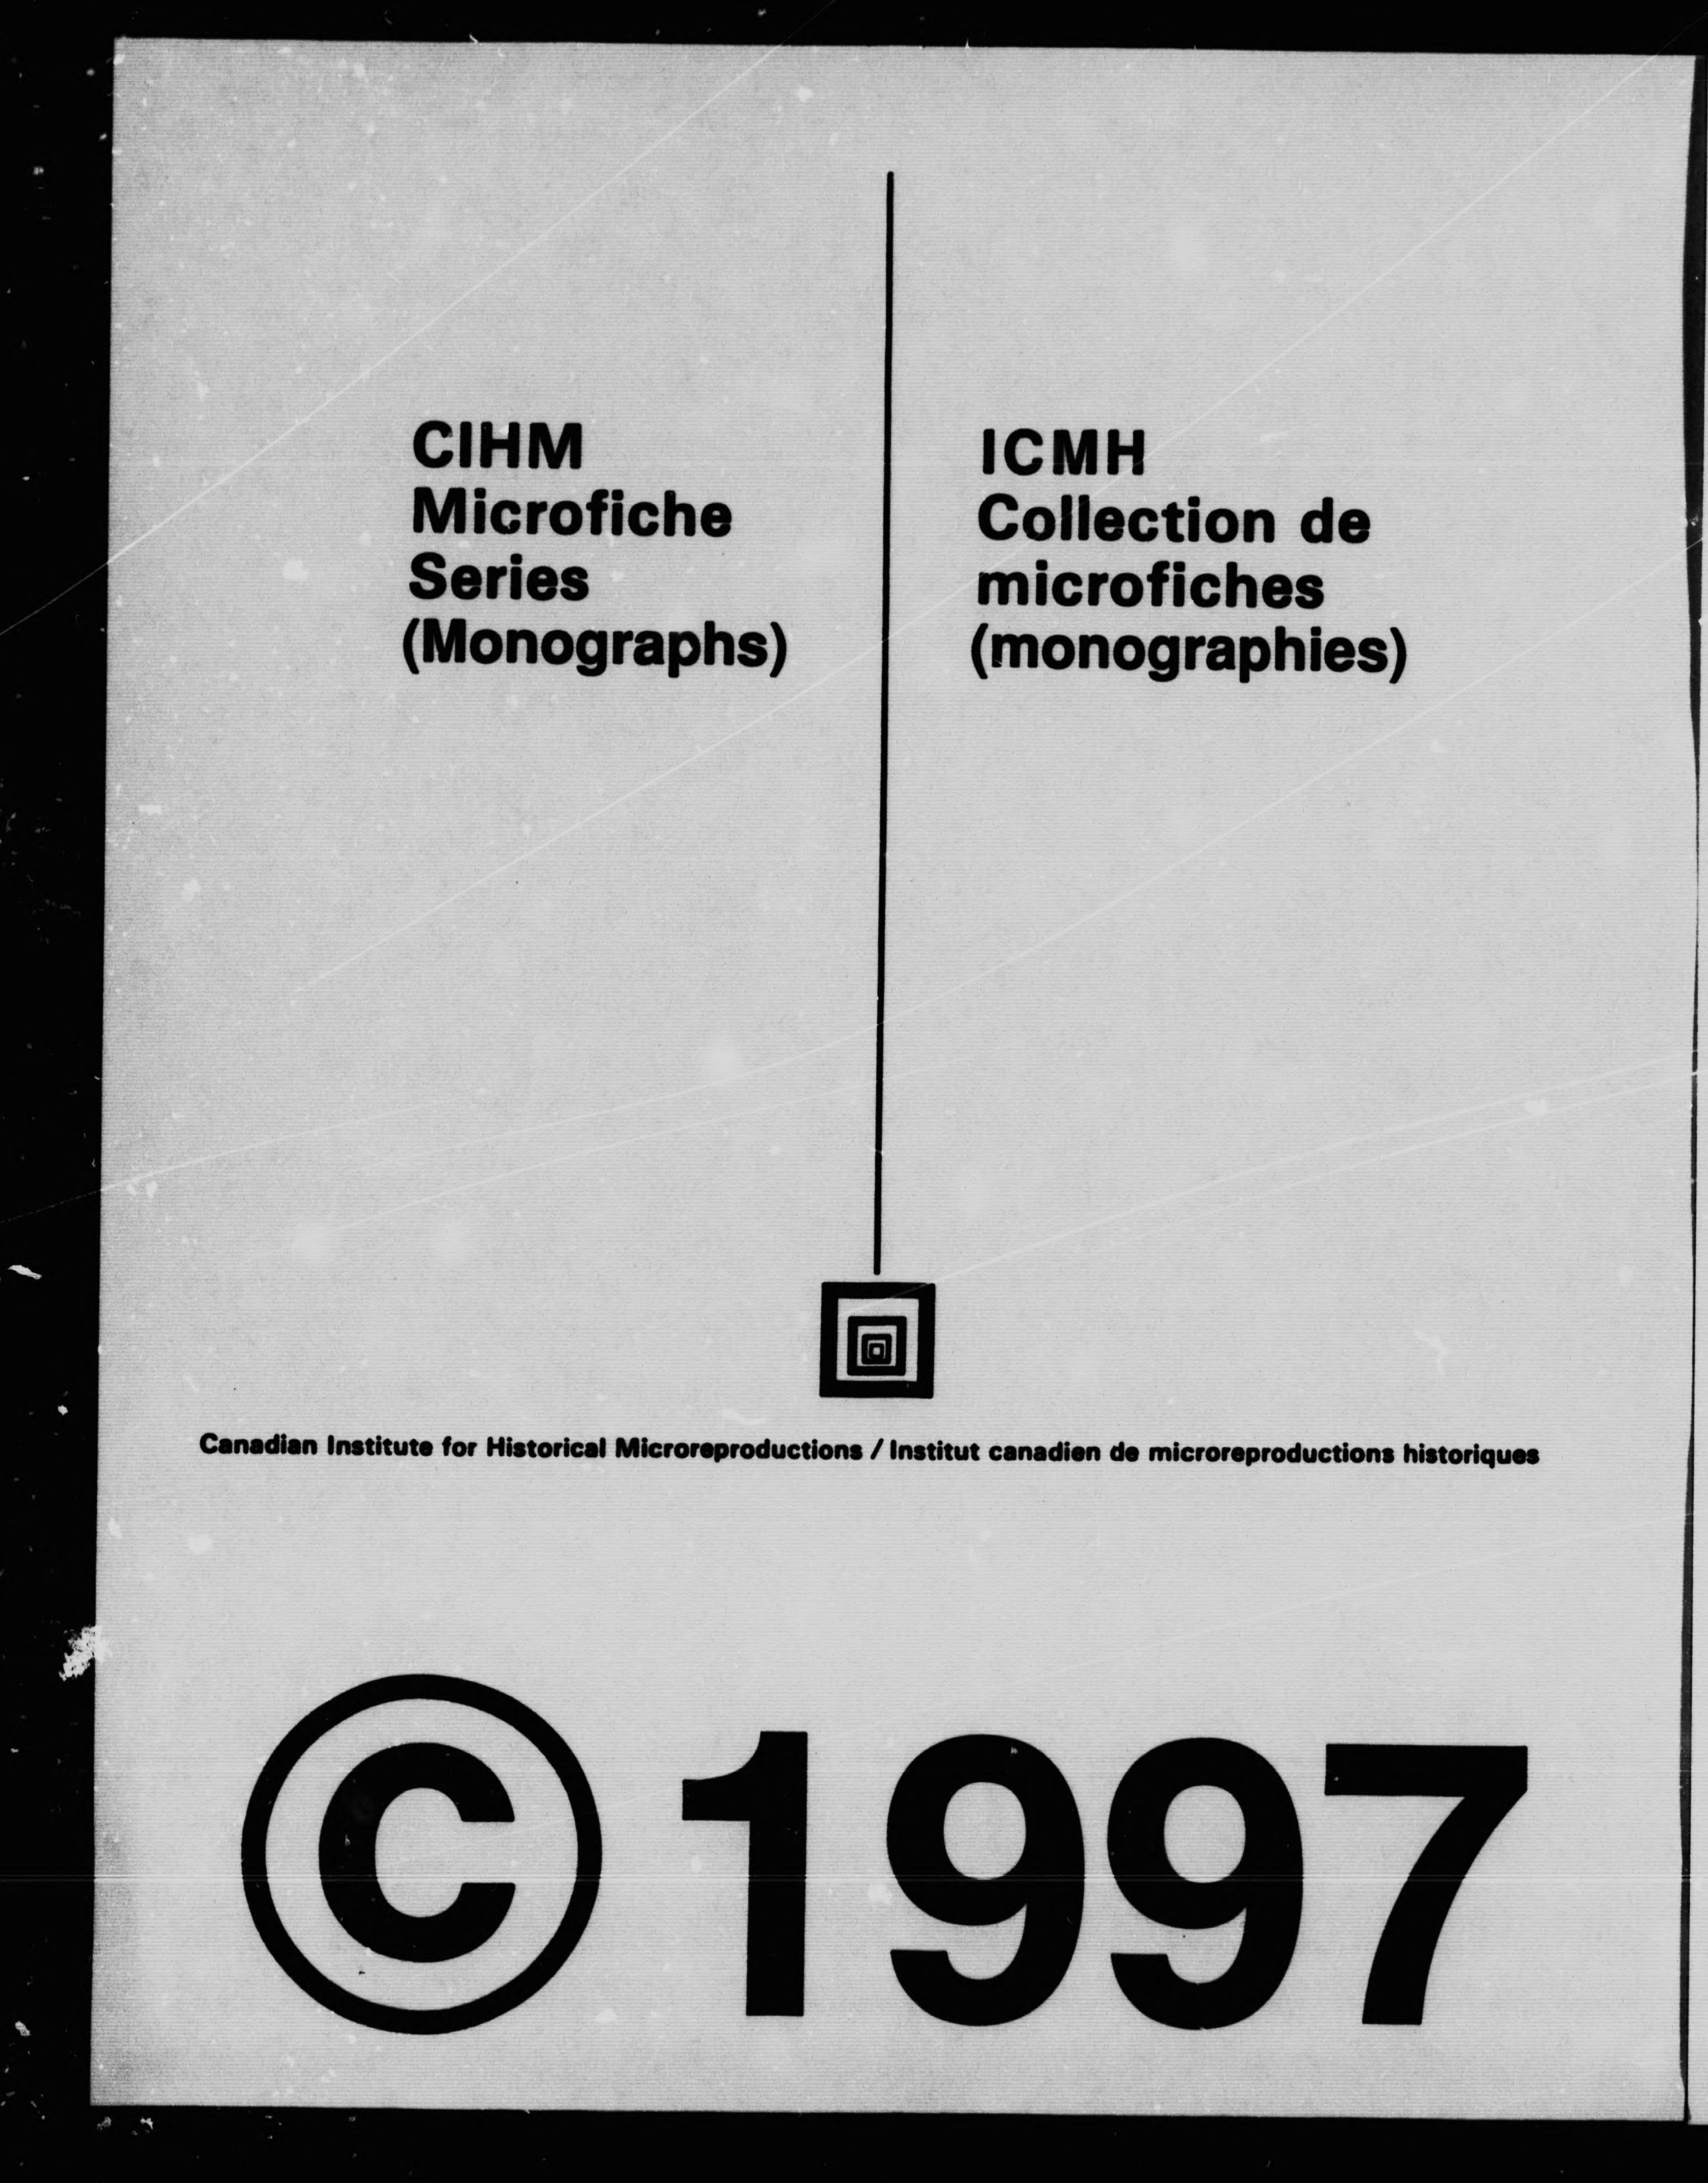 CIHM
Microfiche
Series
(Monographs)
ICMH
Collection de
microfiches
(monographies)
Canadian Institute for Historical Microreproductions / Institut canadien de microreproductions historiques
© 1997